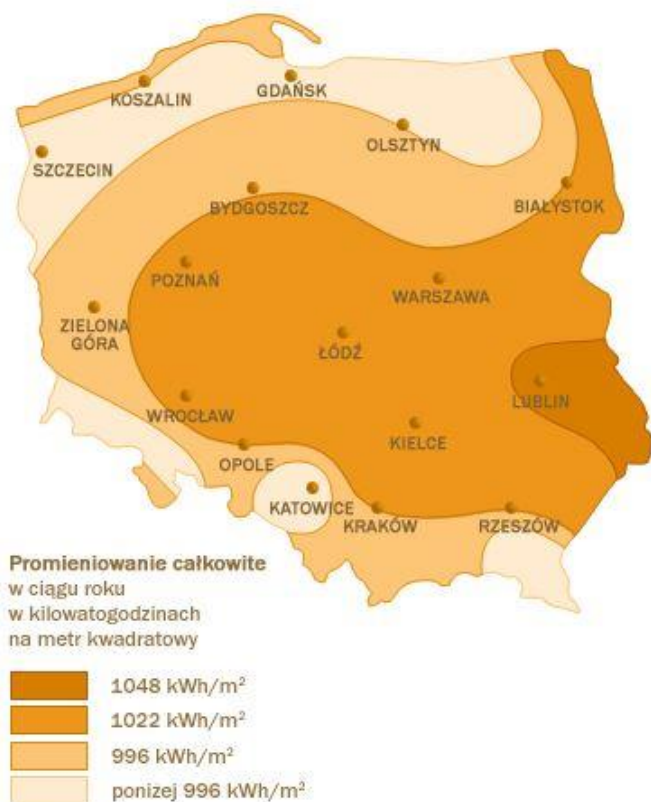 KOSZALIN
GDAŃSK
OLSZTYN
SZCZECIN
BYDGOSZCZ
BIAŁYSTOK
POZNAŃ
WARSZAWA
ZIELONA
GÓRA
ŁÓDŹ
LUBLIN
WROCŁAW
KIELCE
OPOLE
KATOWICE
KRAKÓW
RZESZÓW
Promieniowanie całkowite
w ciągu roku
w kilowatogodzinach
na metr kwadratowy
1048 kWh/m²
1022 kWh/m²
996 kWh/m²
poniżej 996 kWh/m²